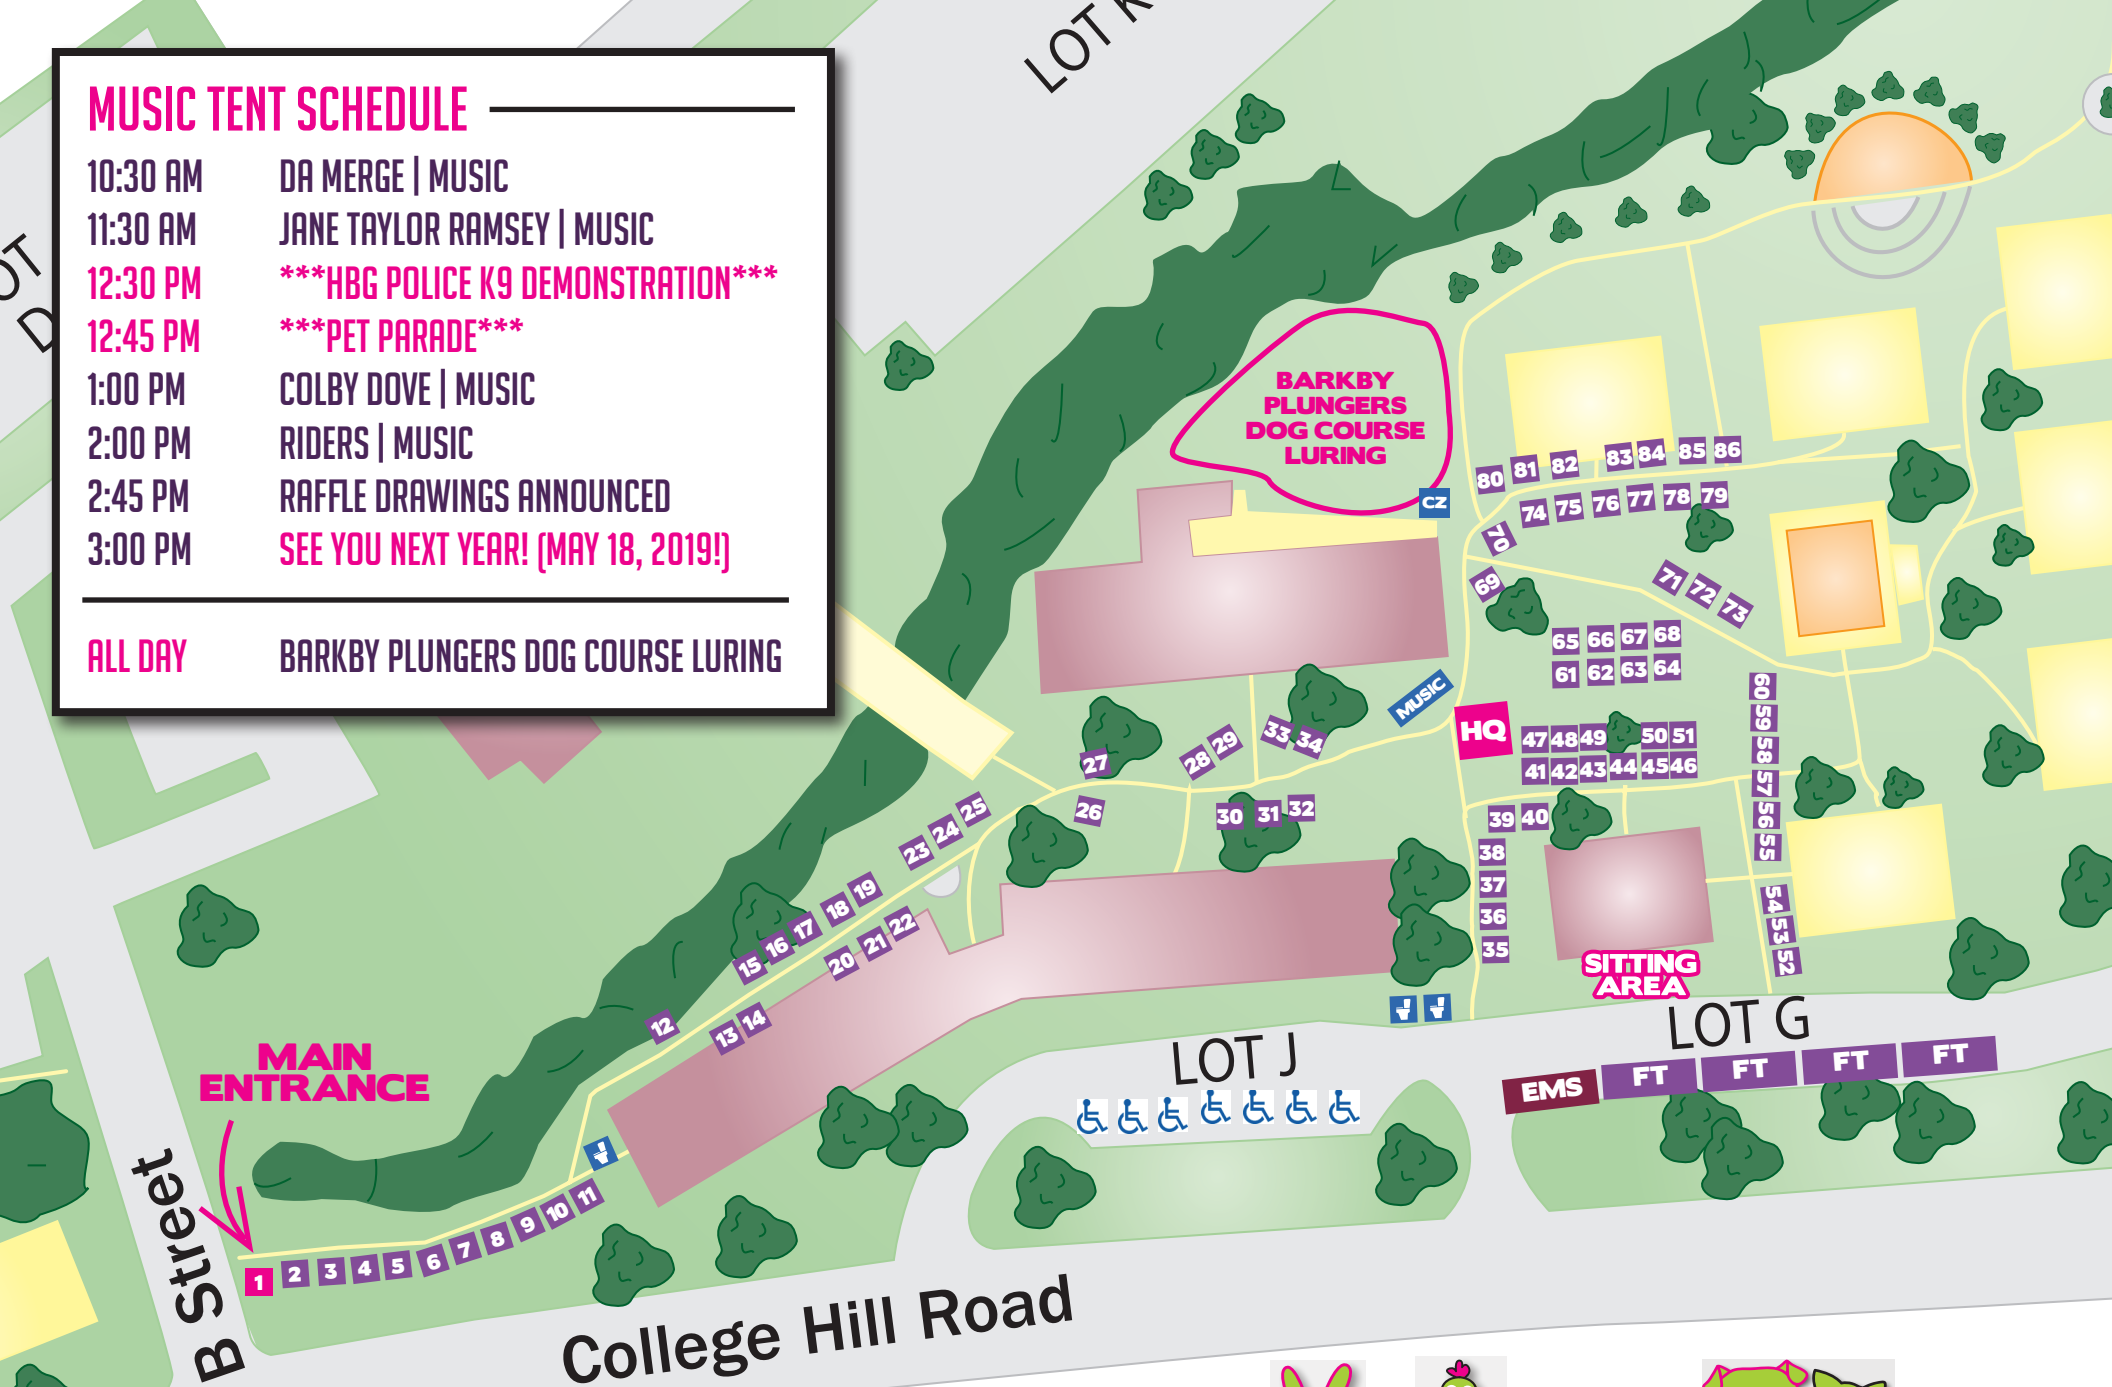 MUSIC TENT SCHEDULE
10:30 AM DA MERGE | MUSIC
11:30 AM JANE TAYLOR RAMSEY | MUSIC
12:30 PM ***HBG POLICE K9 DEMONSTRATION***
12:45 PM ***PET PARADE***
1:00 PM COLBY DOVE | MUSIC
2:00 PM RIDERS | MUSIC
2:45 PM RAFFLE DRAWINGS ANNOUNCED
3:00 PM SEE YOU NEXT YEAR! (MAY 18, 2019!)
ALL DAY BARKBY PLUNGERS DOG COURSE LURING
LOT K
OT
D
BARKBY
PLUNGERS
DOG COURSE
LURING
CZ
80 81 82 83 84 85 86
74 75 76 77 78 79
70
69
71 72 73
65 66 67 68
61 62 63 64
MUSIC
HQ
47 48 49 50 51
41 42 43 44 45 46
60
59
58
57
56
55
54
53
52
33 34
28 29
27
26
30 31 32
39 40
38
37
36
35
23 24 25
18 19
15 16 17
20 21 22
12
13 14
SITTING
AREA
LOT G
LOT J
EMS FT FT FT FT
MAIN
ENTRANCE
1 2 3 4 5 6 7 8 9 10 11
B Street
College Hill Road